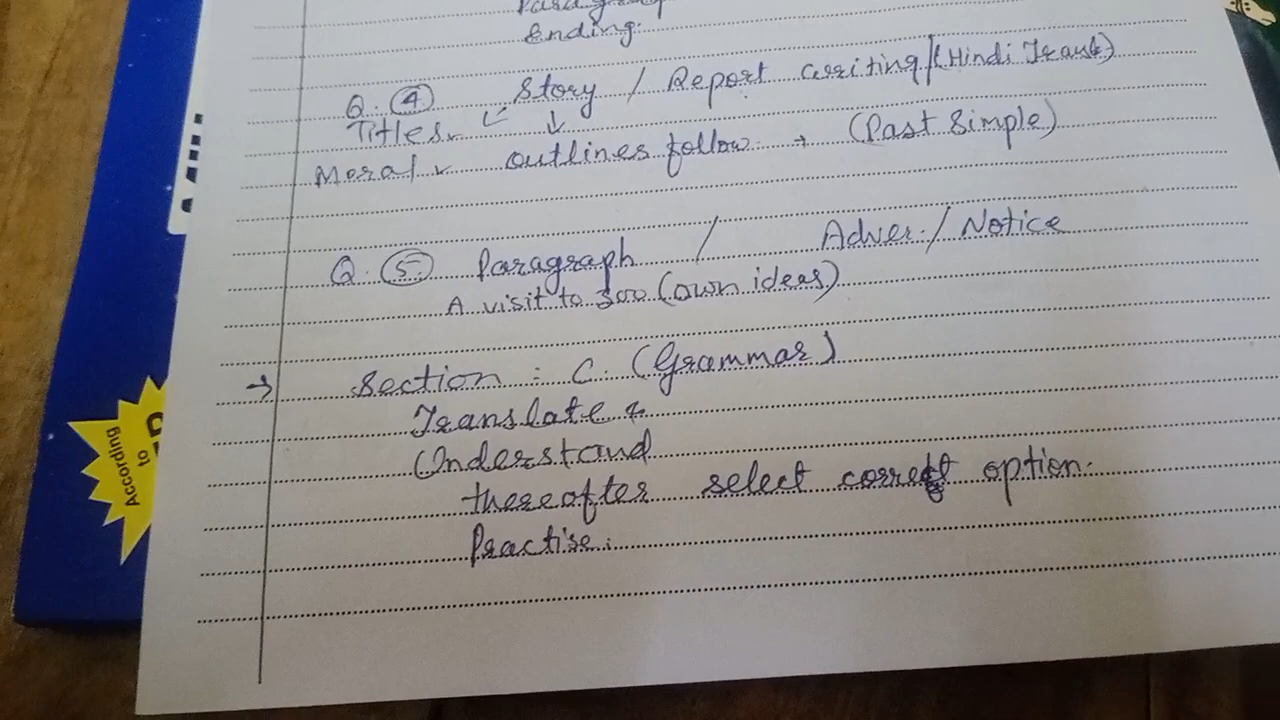 Ending.
Q. (4) Story / Report writing / (Hindi Trans)
Titles ↙ ↓
Moral outlines follow. → (Past Simple)
Q. (5.) Paragraph / Adver. / Notice
A visit to zoo (own ideas)
→ Section : C. (Grammar)
Translate &
Understand
thereafter select correct option.
Practise.
According
to